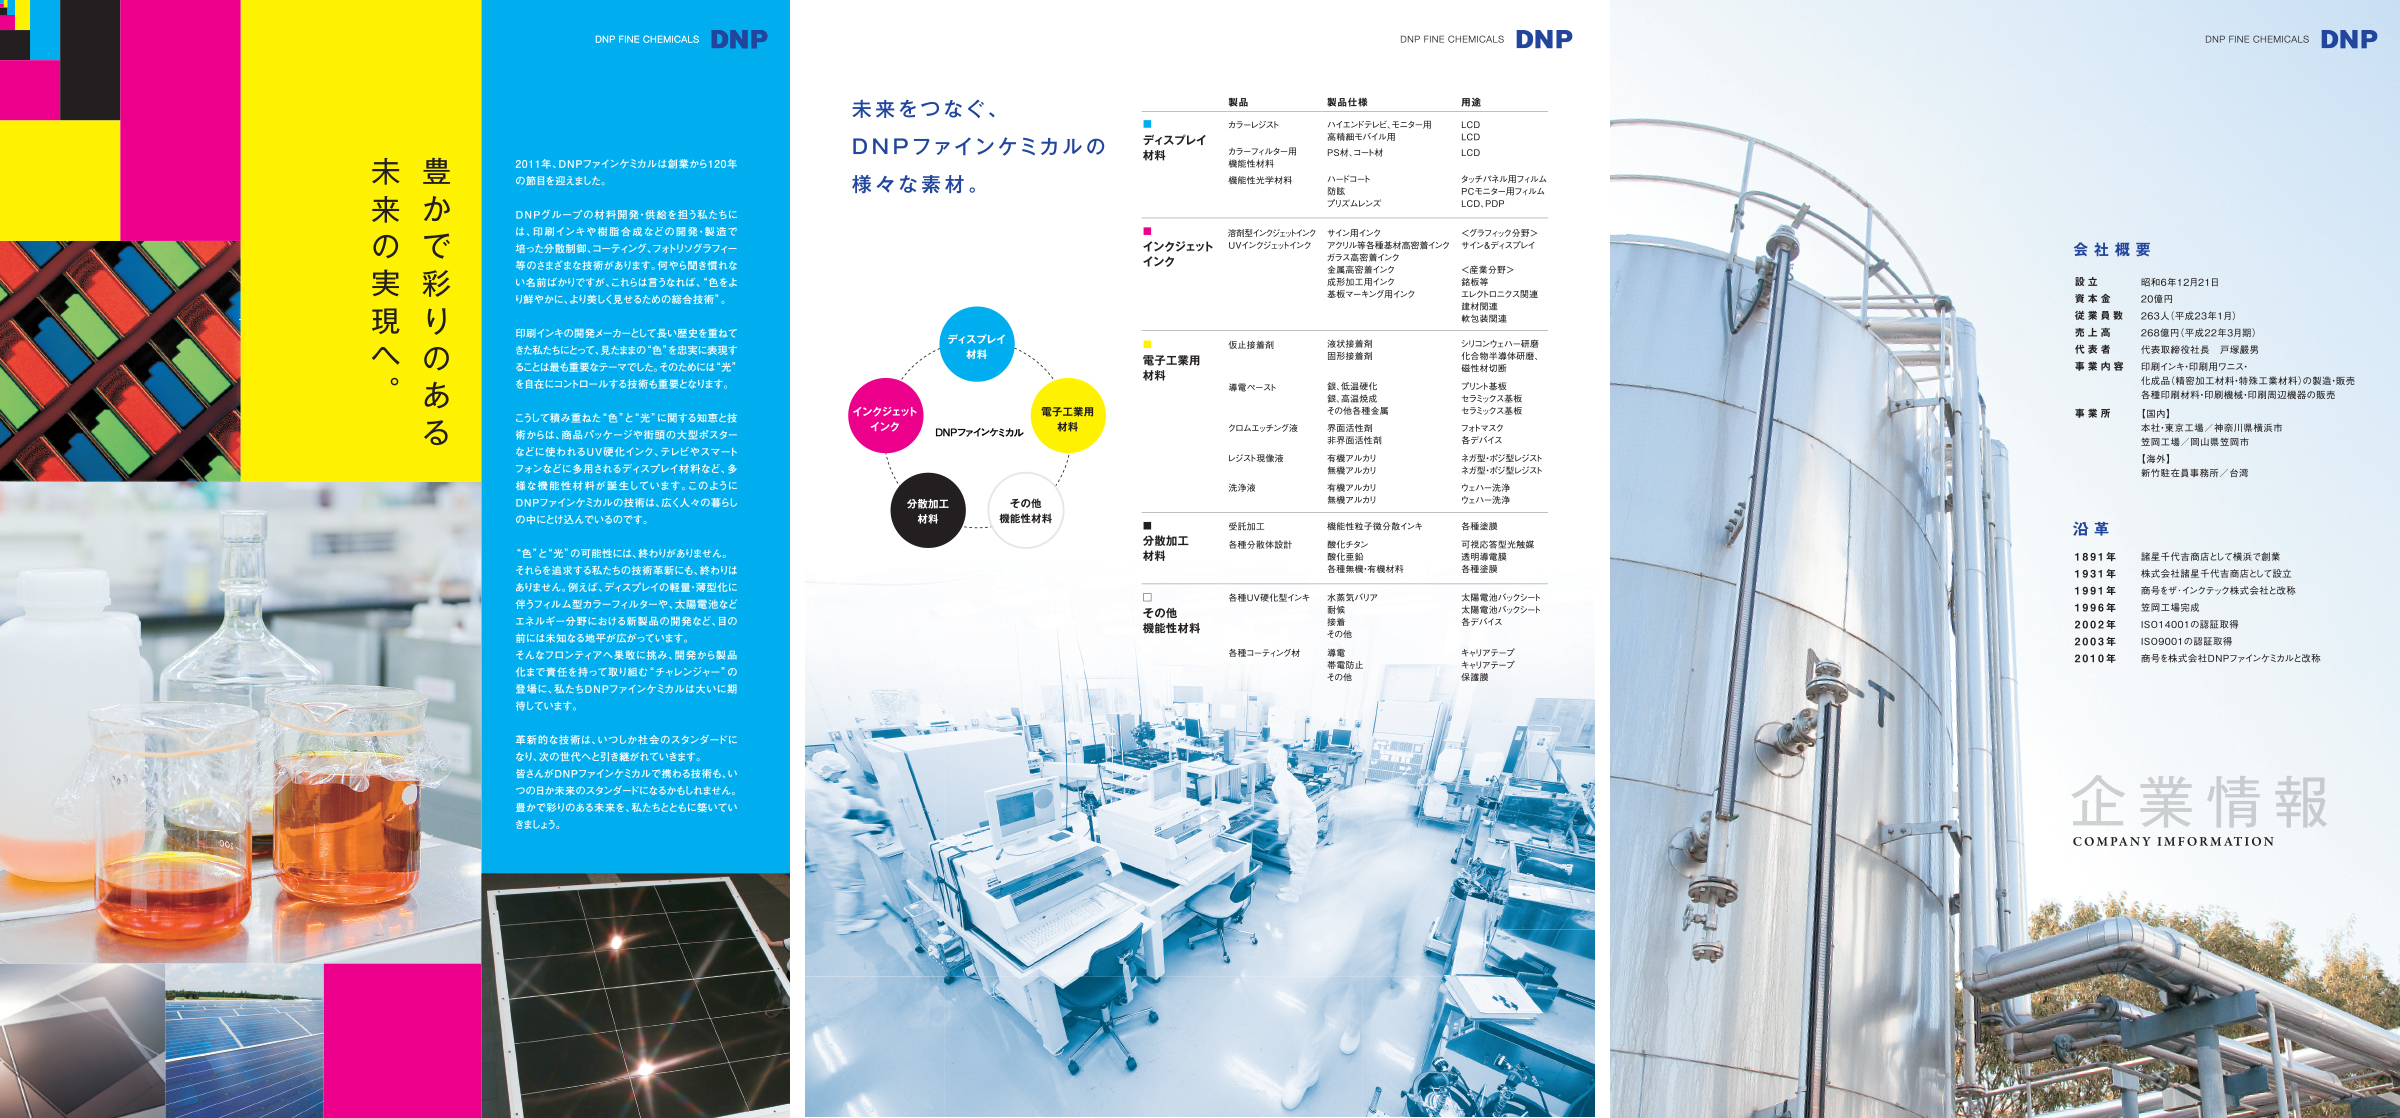 DNP FINE CHEMICALS DNP
豊かで彩りのある
未来の実現へ。
2011年、DNPファインケミカルは創業から120年
の節目を迎えました。
DNPグループの材料開発・供給を担う私たちに
は、印刷インキや樹脂合成などの開発・製造で
培った分散制御、コーティング、フォトリソグラフィー
等のさまざまな技術があります。何やら聞き慣れな
い名前ばかりですが、これらは言うなれば、“色をよ
り鮮やかに、より美しく見せるための総合技術”。
印刷インキの開発メーカーとして長い歴史を重ねて
きた私たちにとって、見たままの“色”を忠実に表現す
ることは最も重要なテーマでした。そのためには“光”
を自在にコントロールする技術も重要となります。
こうして積み重ねた“色”と“光”に関する知恵と技
術からは、商品パッケージや街頭の大型ポスター
などに使われるUV硬化インク、テレビやスマート
フォンなどに多用されるディスプレイ材料など、多
様な機能性材料が誕生しています。このように
DNPファインケミカルの技術は、広く人々の暮らし
の中にとけ込んでいるのです。
“色”と“光”の可能性には、終わりがありません。
それらを追求する私たちの技術革新にも、終わりは
ありません。例えば、ディスプレイの軽量・薄型化に
伴うフィルム型カラーフィルターや、太陽電池など
エネルギー分野における新製品の開発など、目の
前には未知なる地平が広がっています。
そんなフロンティアへ果敢に挑み、開発から製品
化まで責任を持って取り組む“チャレンジャー”の
登場に、私たちDNPファインケミカルは大いに期
待しています。
革新的な技術は、いつしか社会のスタンダードに
なり、次の世代へと引き継がれていきます。
皆さんがDNPファインケミカルで携わる技術も、い
つの日か未来のスタンダードになるかもしれません。
豊かで彩りのある未来を、私たちとともに築いてい
きましょう。
DNP FINE CHEMICALS DNP
未来をつなぐ、
DNPファインケミカルの
様々な素材。
ディスプレイ
材料
インクジェット
インク
電子工業用
材料
DNPファインケミカル
分散加工
材料
その他
機能性材料
製品 製品仕様 用途
ディスプレイ
材料
カラーレジスト ハイエンドテレビ、モニター用 LCD
高精細モバイル用 LCD
カラーフィルター用 PS材、コート材 LCD
機能性材料
機能性光学材料 ハードコート タッチパネル用フィルム
防眩 PCモニター用フィルム
プリズムレンズ LCD、PDP
インクジェット
インク
溶剤型インクジェットインク サイン用インク ＜グラフィック分野＞
UVインクジェットインク アクリル等各種基材高密着インク サイン&ディスプレイ
ガラス高密着インク
金属高密着インク ＜産業分野＞
成形加工用インク 銘板等
基板マーキング用インク エレクトロニクス関連
建材関連
軟包装関連
電子工業用
材料
仮止接着剤 液状接着剤 シリコンウェハー研磨
固形接着剤 化合物半導体研磨、
磁性材切断
導電ペースト 銀、低温硬化 プリント基板
銀、高温焼成 セラミックス基板
その他各種金属 セラミックス基板
クロムエッチング液 界面活性剤 フォトマスク
非界面活性剤 各デバイス
レジスト現像液 有機アルカリ ネガ型・ポジ型レジスト
無機アルカリ ネガ型・ポジ型レジスト
洗浄液 有機アルカリ ウェハー洗浄
無機アルカリ ウェハー洗浄
分散加工
材料
受託加工 機能性粒子微分散インキ 各種塗膜
各種分散体設計 酸化チタン 可視応答型光触媒
酸化亜鉛 透明導電膜
各種無機・有機材料 各種塗膜
その他
機能性材料
各種UV硬化型インキ 水蒸気バリア 太陽電池バックシート
耐候 太陽電池バックシート
接着 各デバイス
その他
各種コーティング材 導電 キャリアテープ
帯電防止 キャリアテープ
その他 保護膜
DNP FINE CHEMICALS DNP
会社概要
設立 昭和6年12月21日
資本金 20億円
従業員数 263人（平成23年1月）
売上高 268億円（平成22年3月期）
代表者 代表取締役社長 戸塚巖男
事業内容 印刷インキ・印刷用ワニス・
化成品（精密加工材料・特殊工業材料）の製造・販売
各種印刷材料・印刷機械・印刷周辺機器の販売
事業所 【国内】
本社・東京工場／神奈川県横浜市
笠岡工場／岡山県笠岡市
【海外】
新竹駐在員事務所／台湾
沿革
1891年 諸星千代吉商店として横浜で創業
1931年 株式会社諸星千代吉商店として設立
1991年 商号をザ・インクテック株式会社と改称
1996年 笠岡工場完成
2002年 ISO14001の認証取得
2003年 ISO9001の認証取得
2010年 商号を株式会社DNPファインケミカルと改称
企業情報
COMPANY IMFORMATION